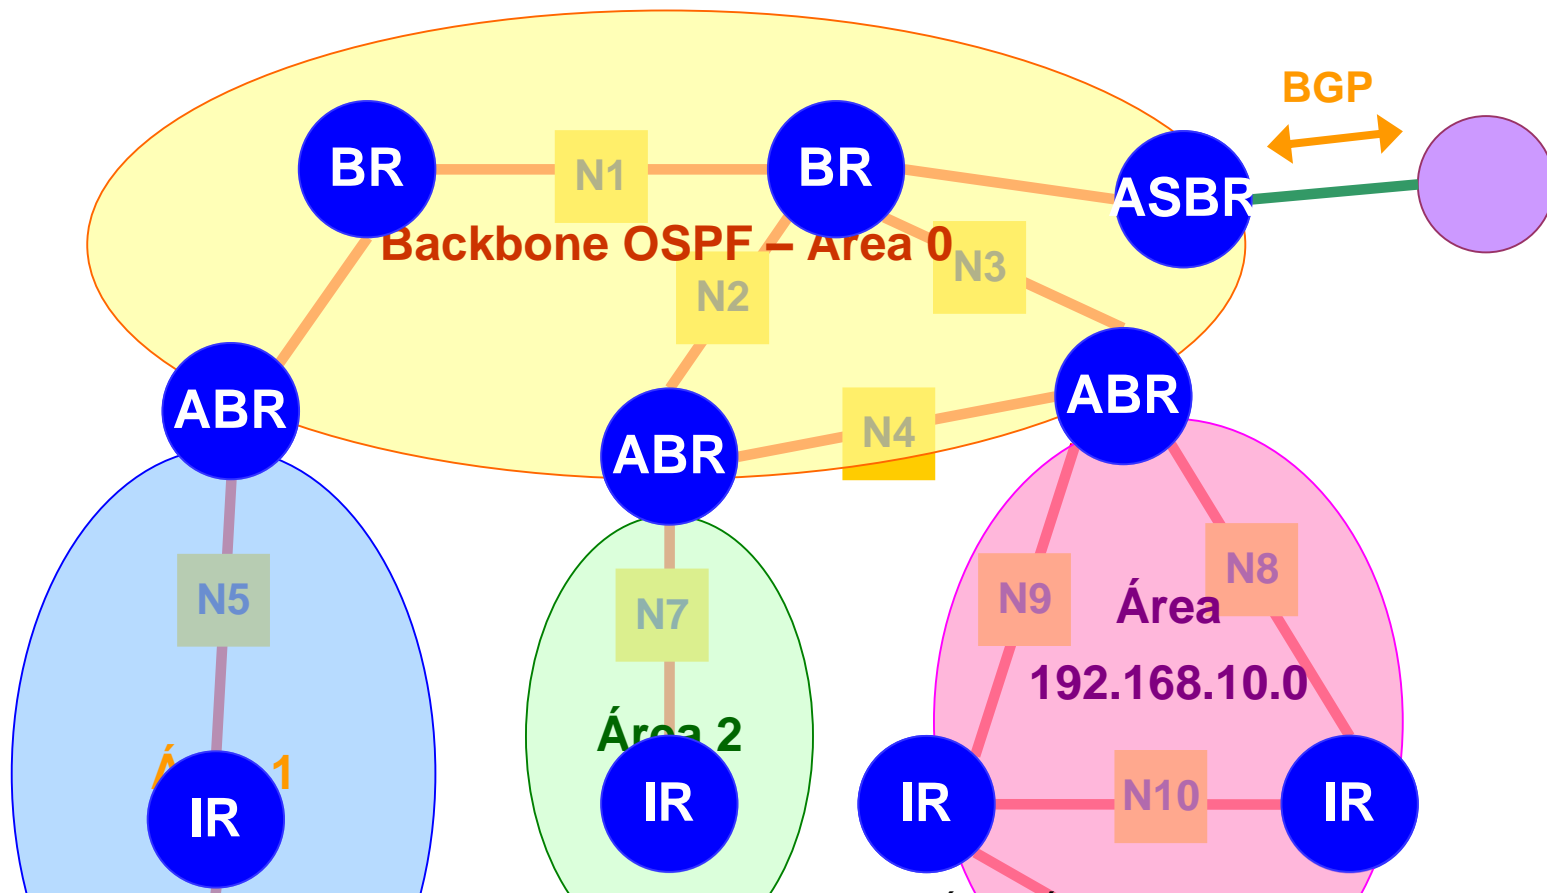 BGP
BR
N1
BR
ASBR
Backbone OSPF – Área 0
N2
N3
ABR
ABR
ABR
N4
N5
N7
N9
N8
Área
192.168.10.0
Área 2
1
IR
IR
IR
N10
IR